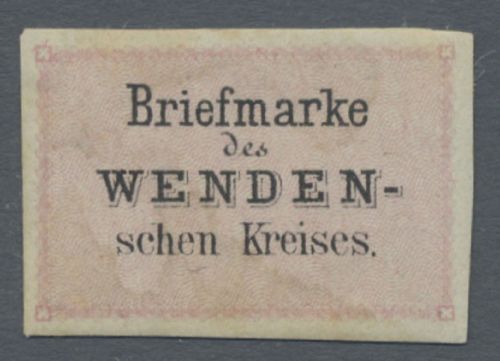 Briefmarke
des
WENDEN-
schen Kreises.